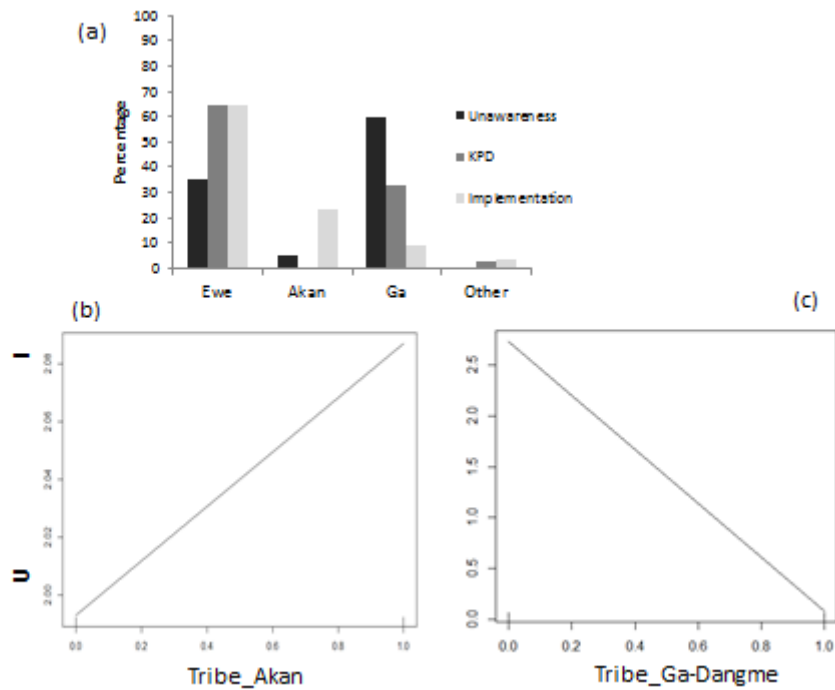 (a)
100
90
80
70
60
50
40
30
20
10
0
Percentage
Unawareness
KPD
Implementation
Ewe Akan Ga Other
(b)
(c)
I
U
2.08
2.06
2.04
2.02
2.00
0.0 0.2 0.4 0.6 0.8 1.0
Tribe_Akan
2.5
2.0
1.5
1.0
0.5
0.0
0.0 0.2 0.4 0.6 0.8 1.0
Tribe_Ga-Dangme